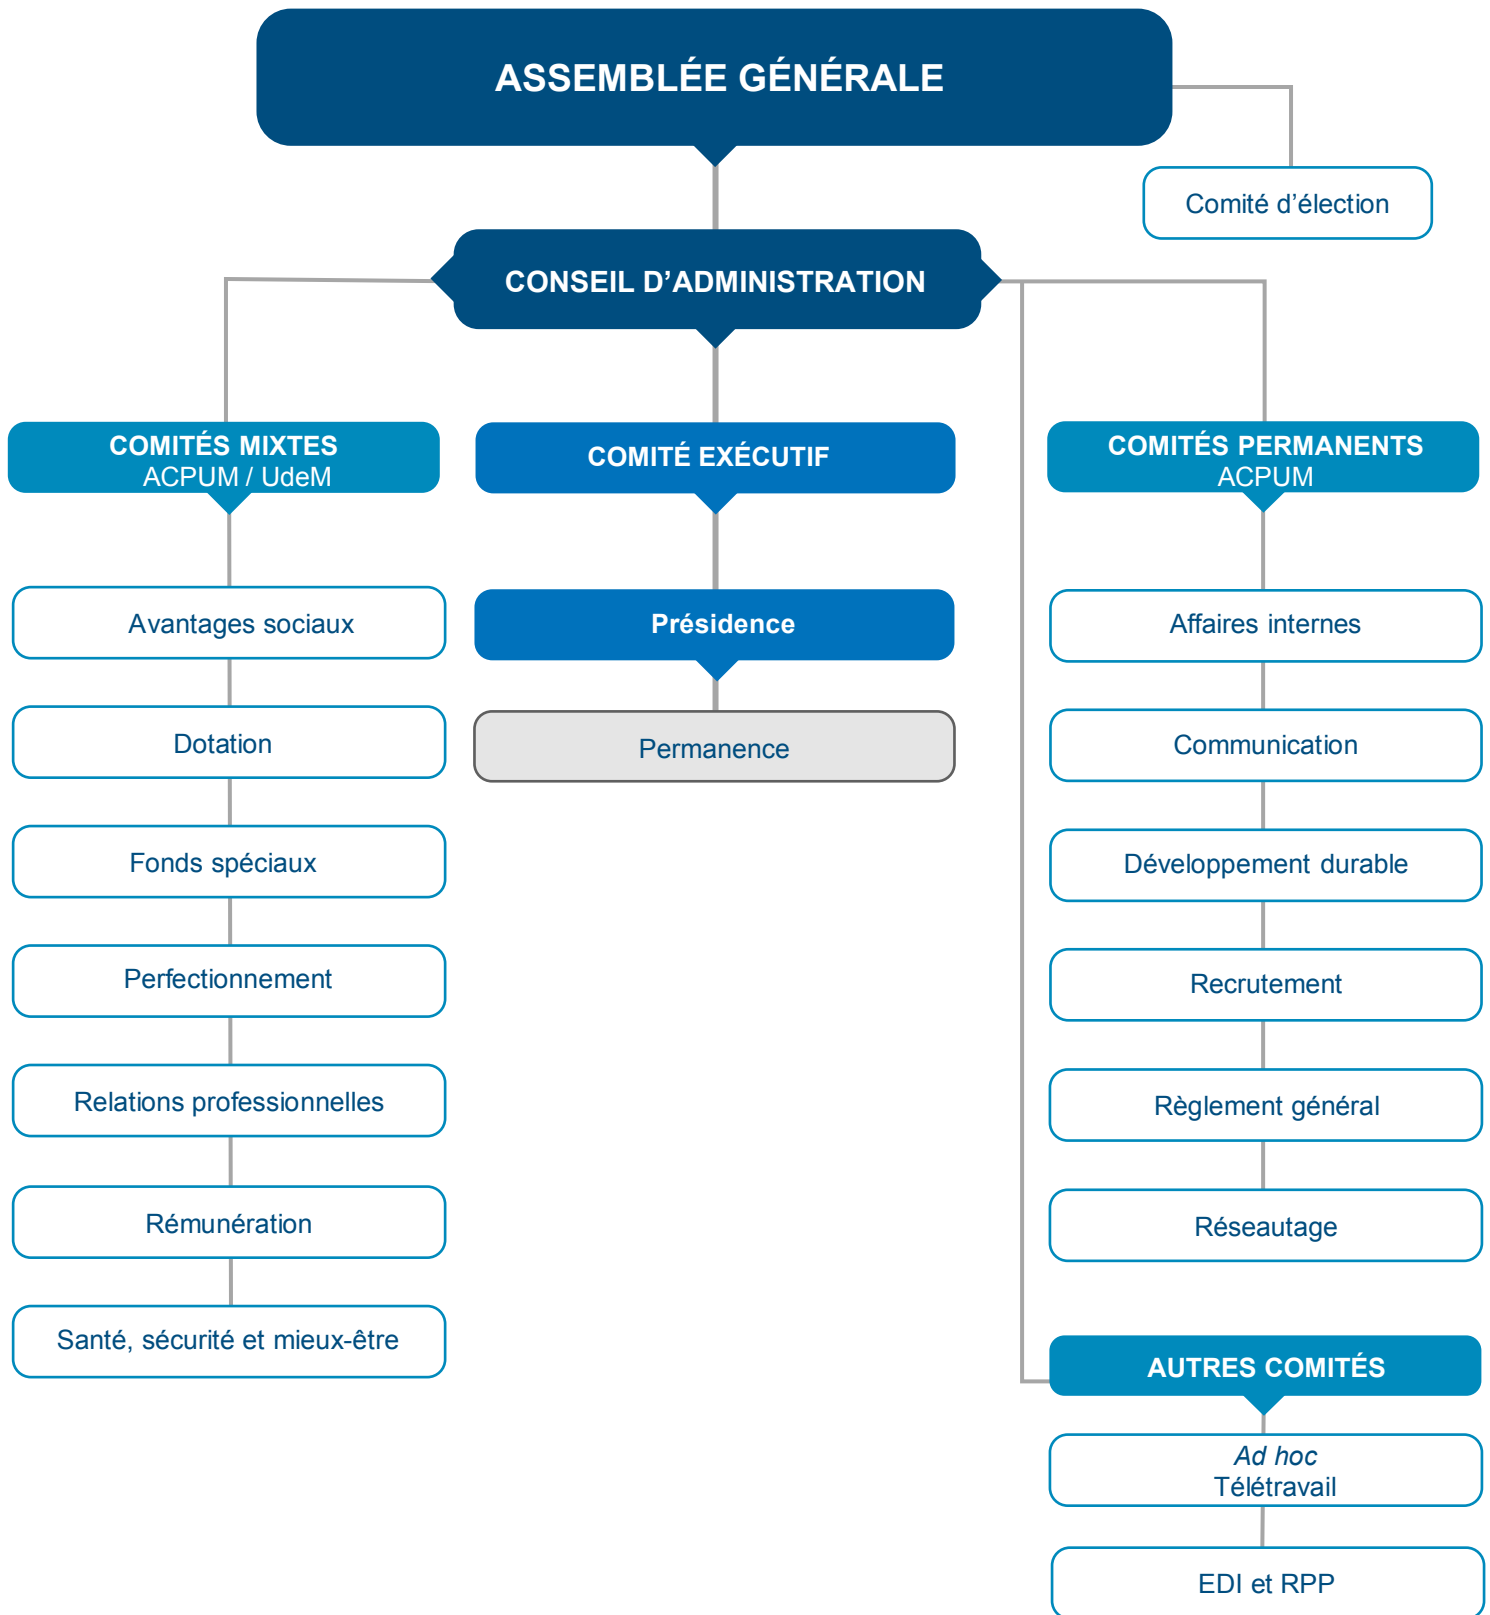 ASSEMBLÉE GÉNÉRALE
Comité d’élection
CONSEIL D’ADMINISTRATION
COMITÉS MIXTES
ACPUM / UdeM
Avantages sociaux
Dotation
Fonds spéciaux
Perfectionnement
Relations professionnelles
Rémunération
Santé, sécurité et mieux-être
COMITÉ EXÉCUTIF
Présidence
Permanence
COMITÉS PERMANENTS
ACPUM
Affaires internes
Communication
Développement durable
Recrutement
Règlement général
Réseautage
AUTRES COMITÉS
Ad hoc
Télétravail
EDI et RPP